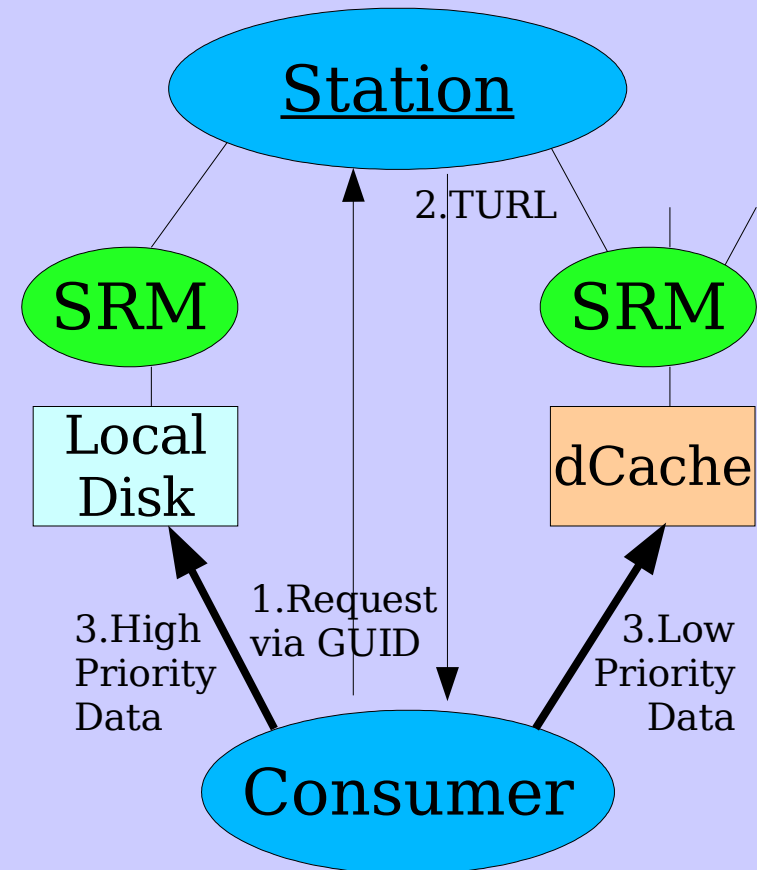 Station
2.TURL
SRM
SRM
Local
Disk
dCache
1.Request
via GUID
3.High
Priority
Data
3.Low
Priority
Data
Consumer